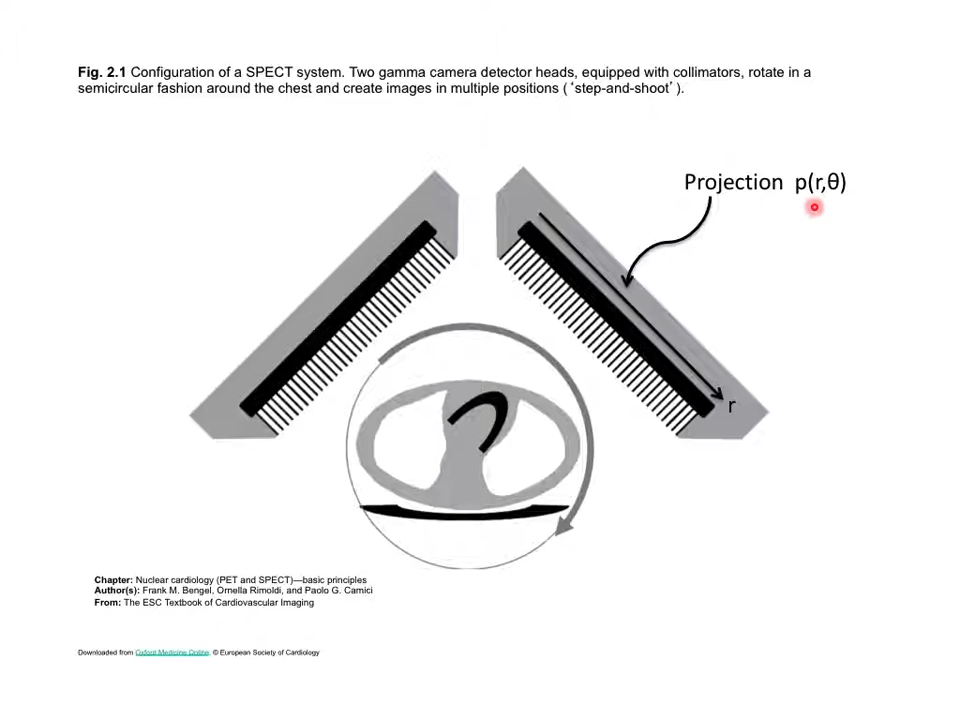 Fig. 2.1 Configuration of a SPECT system. Two gamma camera detector heads, equipped with collimators, rotate in a
semicircular fashion around the chest and create images in multiple positions (‘step-and-shoot’).
Projection p(r,θ)
r
Chapter: Nuclear cardiology (PET and SPECT)—basic principles
Author(s): Frank M. Bengel, Ornella Rimoldi, and Paolo G. Camici
From: The ESC Textbook of Cardiovascular Imaging
Downloaded from Oxford Medicine Online. © European Society of Cardiology